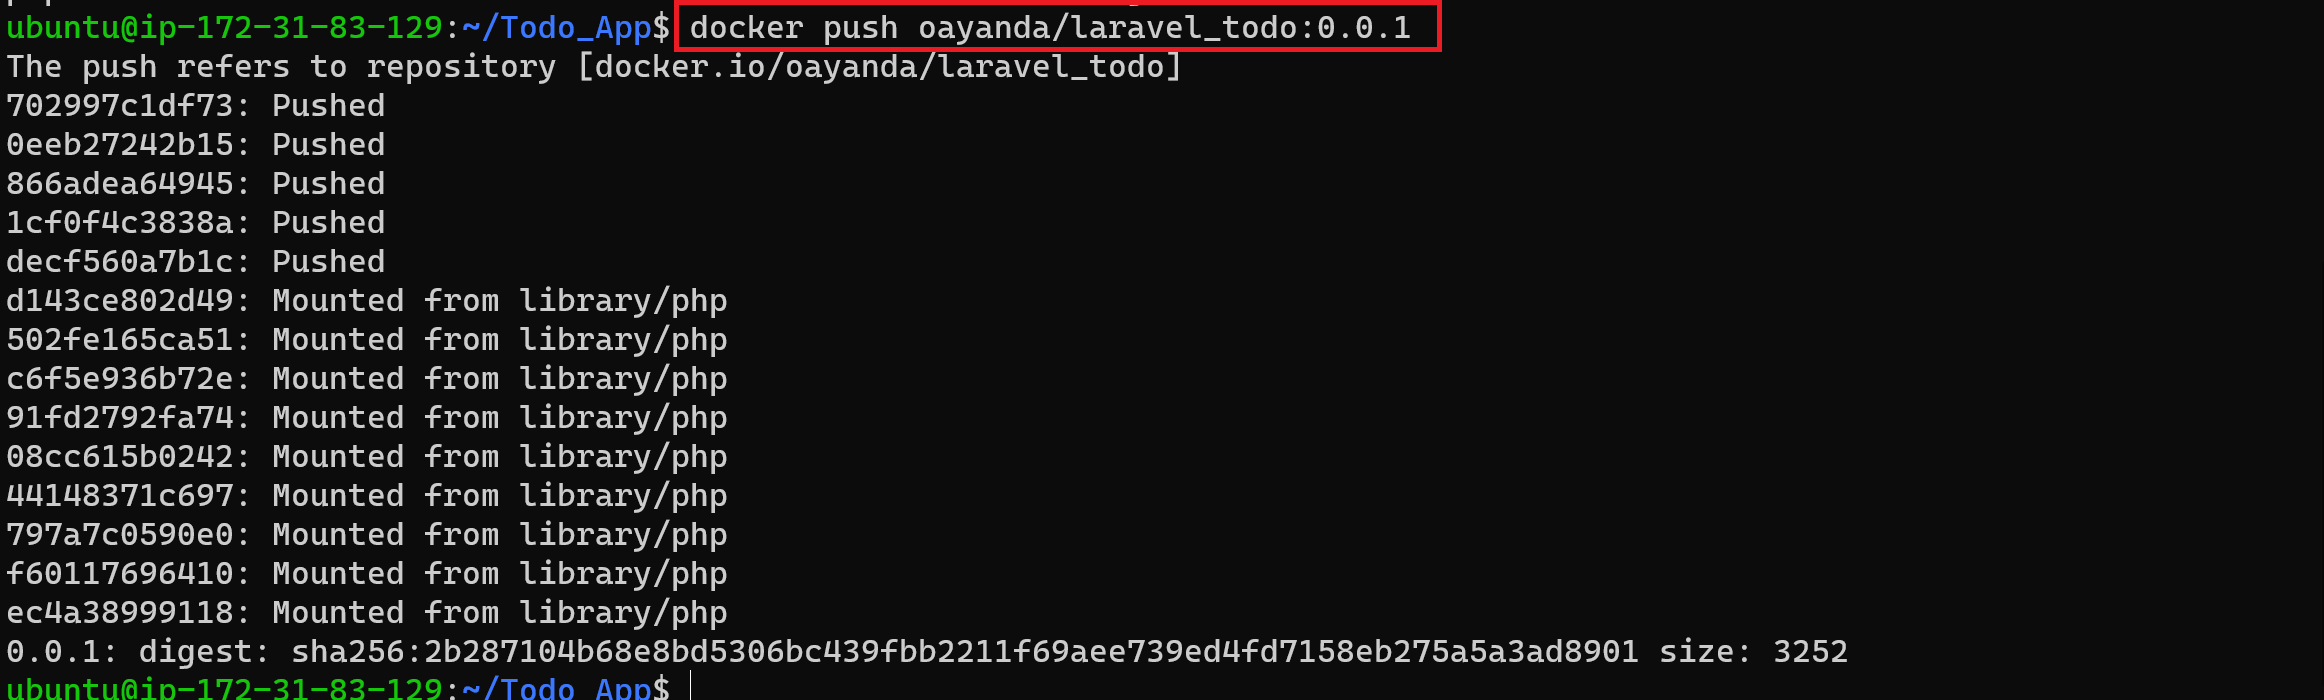 ubuntu@ip-172-31-83-129:~/Todo_App$ docker push oayanda/laravel_todo:0.0.1
The push refers to repository [docker.io/oayanda/laravel_todo]
702997c1df73: Pushed
0eeb27242b15: Pushed
866adea64945: Pushed
1cf0f4c3838a: Pushed
decf560a7b1c: Pushed
d143ce802d49: Mounted from library/php
502fe165ca51: Mounted from library/php
c6f5e936b72e: Mounted from library/php
91fd2792fa74: Mounted from library/php
08cc615b0242: Mounted from library/php
44148371c697: Mounted from library/php
797a7c0590e0: Mounted from library/php
f60117696410: Mounted from library/php
ec4a38999118: Mounted from library/php
0.0.1: digest: sha256:2b287104b68e8bd5306bc439fbb2211f69aee739ed4fd7158eb275a5a3ad8901 size: 3252
ubuntu@ip-172-31-83-129:~/Todo_App$